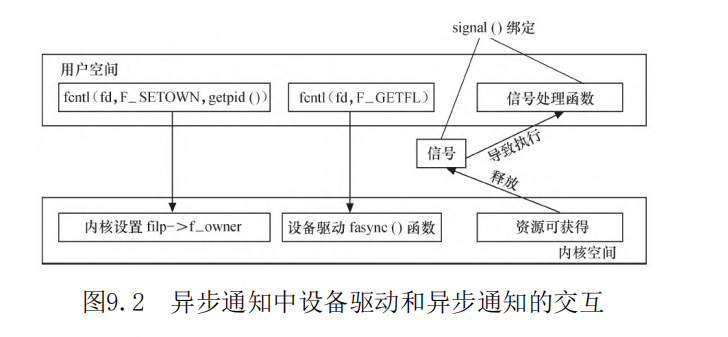 signal () 绑定
用户空间
fcntl(fd,F_SETOWN,getpid ())
fcntl(fd,F_GETFL)
信号处理函数
信号
导致执行
释放
内核设置 filp->f_owner
设备驱动 fasync () 函数
资源可获得
内核空间
图9.2 异步通知中设备驱动和异步通知的交互